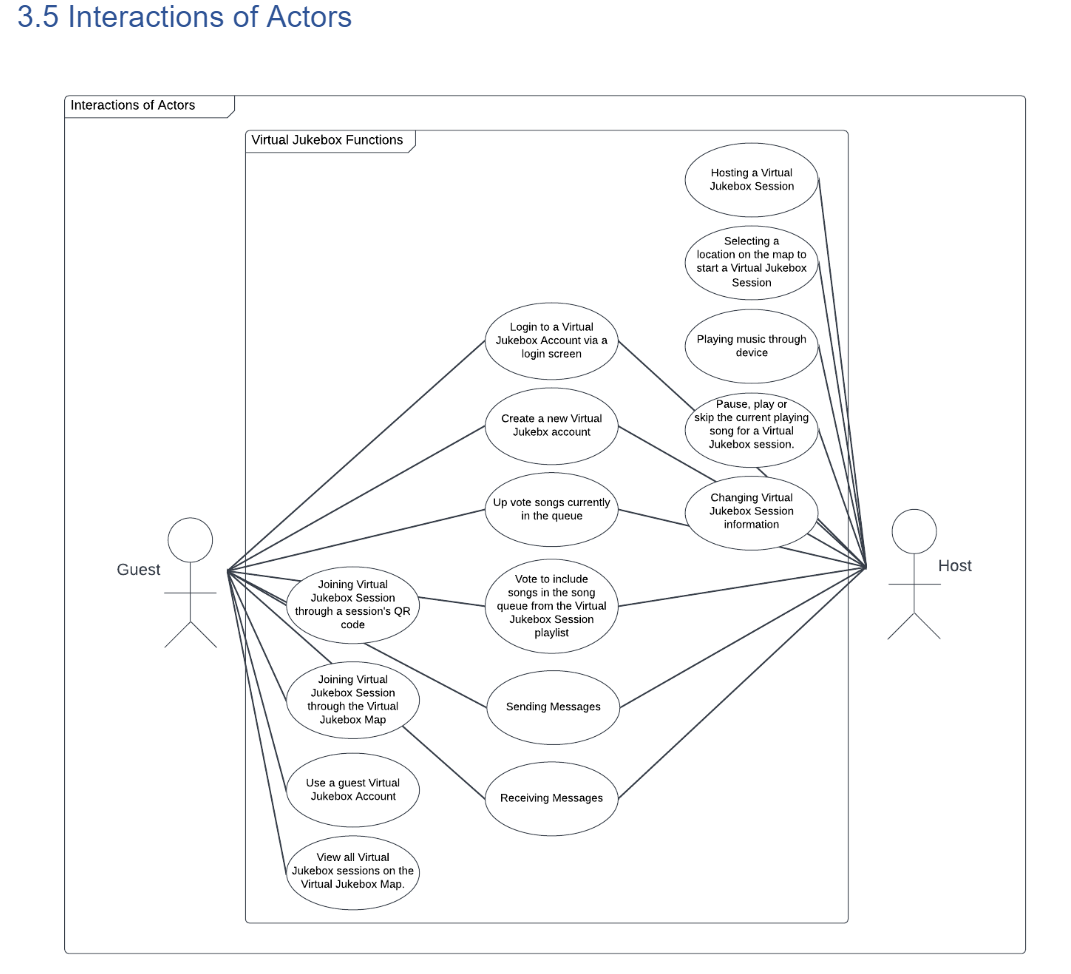 3.5 Interactions of Actors
Interactions of Actors
Virtual Jukebox Functions
Hosting a Virtual
Jukebox Session
Selecting a
location on the map to
start a Virtual Jukebox
Session
Playing music through
device
Pause, play or
skip the current playing
song for a Virtual
Jukebox session.
Changing Virtual
Jukebox Session
information
Login to a Virtual
Jukebox Account via a
login screen
Create a new Virtual
Jukebx account
Up vote songs currently
in the queue
Vote to include
songs in the song
queue from the Virtual
Jukebox Session
playlist
Sending Messages
Receiving Messages
Guest
Host
Joining Virtual
Jukebox Session
through a session's QR
code
Joining Virtual
Jukebox Session
through the Virtual
Jukebox Map
Use a guest Virtual
Jukebox Account
View all Virtual
Jukebox sessions on the
Virtual Jukebox Map.